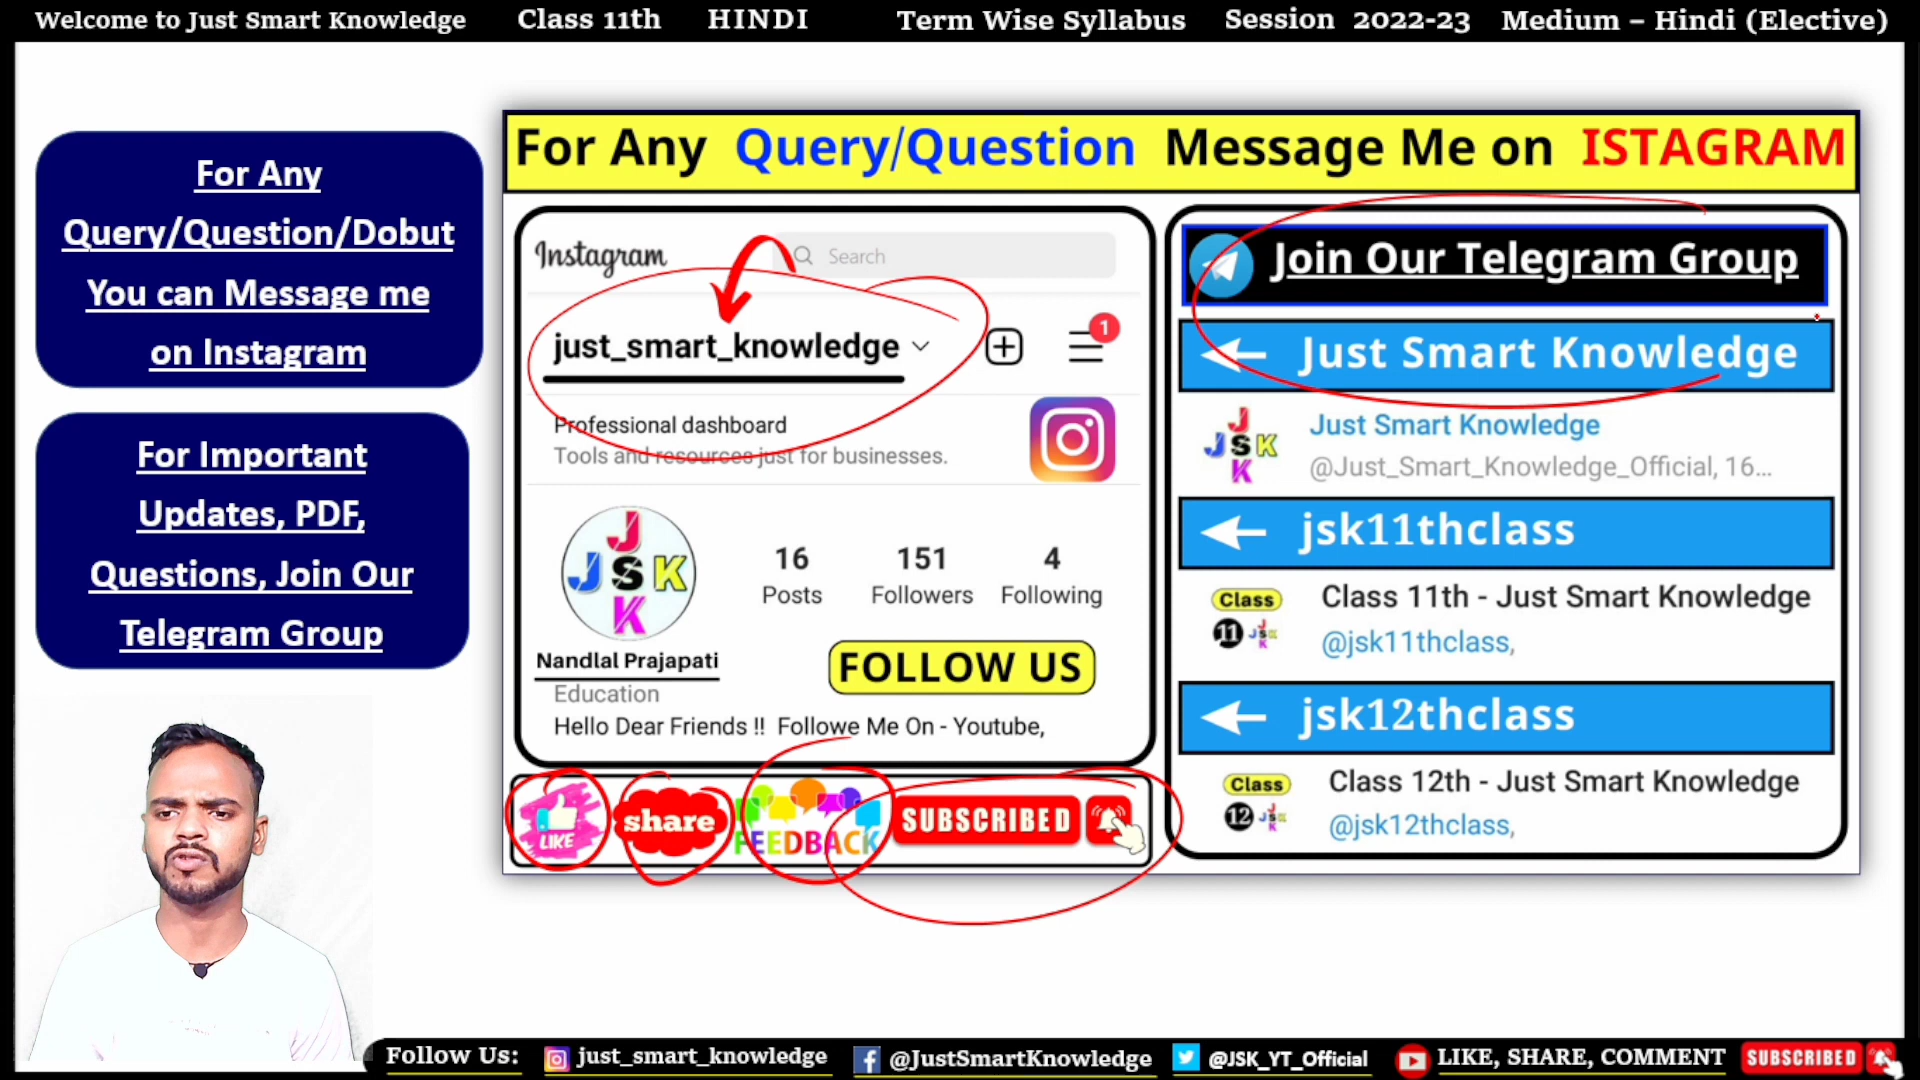 Welcome to Just Smart Knowledge Class 11th HINDI Term Wise Syllabus Session 2022-23 Medium – Hindi (Elective)
For Any
Query/Question/Dobut
You can Message me
on Instagram
For Important
Updates, PDF,
Questions, Join Our
Telegram Group
For Any Query/Question Message Me on ISTAGRAM
Instagram
Search
just_smart_knowledge
1
Professional dashboard
Tools and resources just for businesses.
J
J S K
K
16 151 4
Posts Followers Following
Nandlal Prajapati
FOLLOW US
Education
Hello Dear Friends !! Followe Me On - Youtube,
LIKE
share
FEEDBACK
SUBSCRIBED
Join Our Telegram Group
Just Smart Knowledge
J
J S K
K
Just Smart Knowledge
@Just_Smart_Knowledge_Official, 16...
jsk11thclass
Class
11
Class 11th - Just Smart Knowledge
@jsk11thclass,
jsk12thclass
Class
12
Class 12th - Just Smart Knowledge
@jsk12thclass,
Follow Us: just_smart_knowledge @JustSmartKnowledge @JSK_YT_Official LIKE, SHARE, COMMENT SUBSCRIBED